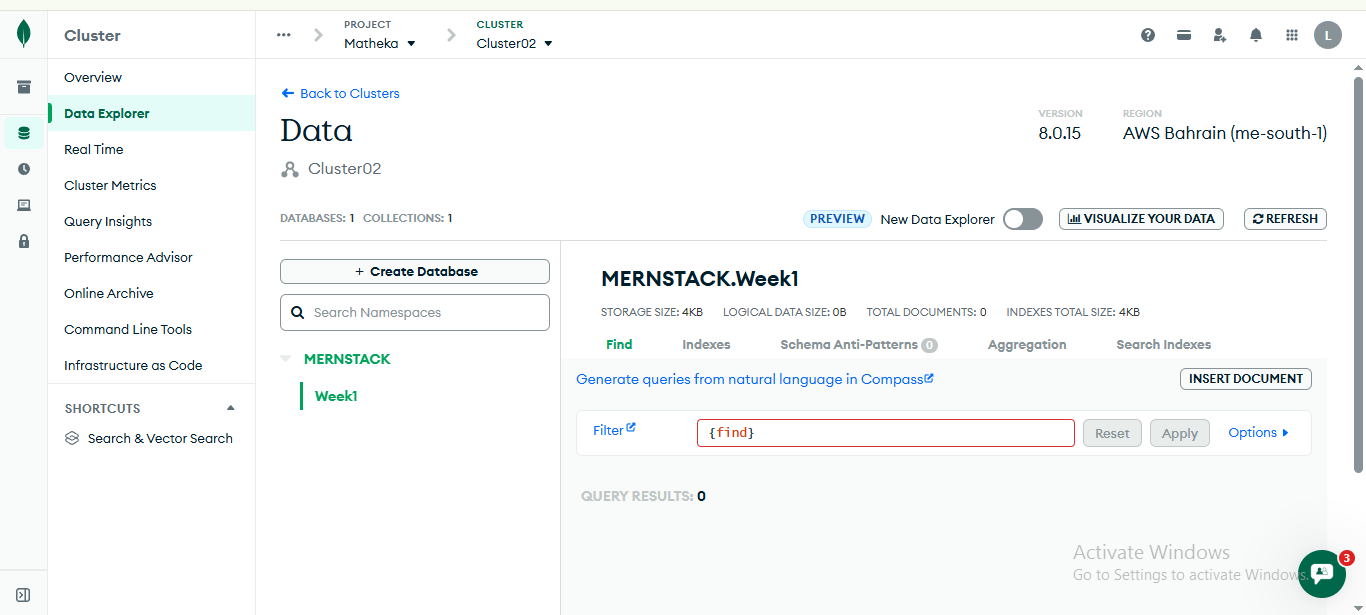 Cluster
PROJECT
Matheka
CLUSTER
Cluster02
L
Overview
Data Explorer
Real Time
Cluster Metrics
Query Insights
Performance Advisor
Online Archive
Command Line Tools
Infrastructure as Code
SHORTCUTS
Search & Vector Search
Back to Clusters
Data
Cluster02
VERSION
8.0.15
REGION
AWS Bahrain (me-south-1)
DATABASES: 1 COLLECTIONS: 1
PREVIEW New Data Explorer
VISUALIZE YOUR DATA
REFRESH
+ Create Database
Search Namespaces
MERNSTACK
Week1
MERNSTACK.Week1
STORAGE SIZE: 4KB LOGICAL DATA SIZE: 0B TOTAL DOCUMENTS: 0 INDEXES TOTAL SIZE: 4KB
Find Indexes Schema Anti-Patterns 0 Aggregation Search Indexes
Generate queries from natural language in Compass
INSERT DOCUMENT
Filter
{find}
Reset
Apply
Options
QUERY RESULTS: 0
Activate Windows
Go to Settings to activate Windows.
3